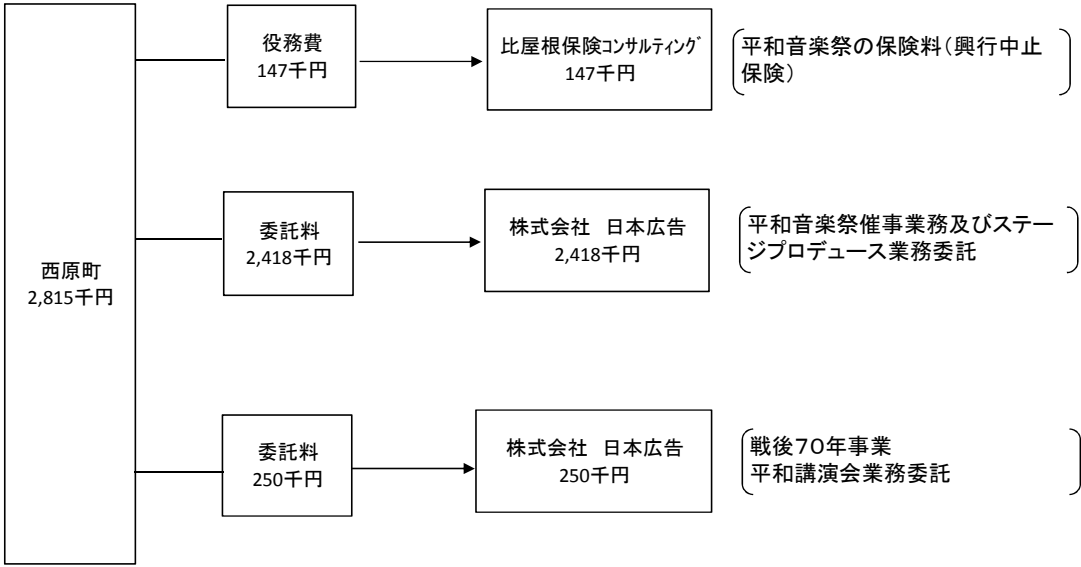 西原町
2,815千円
役務費
147千円
比屋根保険コンサルティング
147千円
平和音楽祭の保険料(興行中止
保険)
委託料
2,418千円
株式会社 日本広告
2,418千円
平和音楽祭催事業務及びステー
ジプロデュース業務委託
委託料
250千円
株式会社 日本広告
250千円
戦後70年事業
平和講演会業務委託